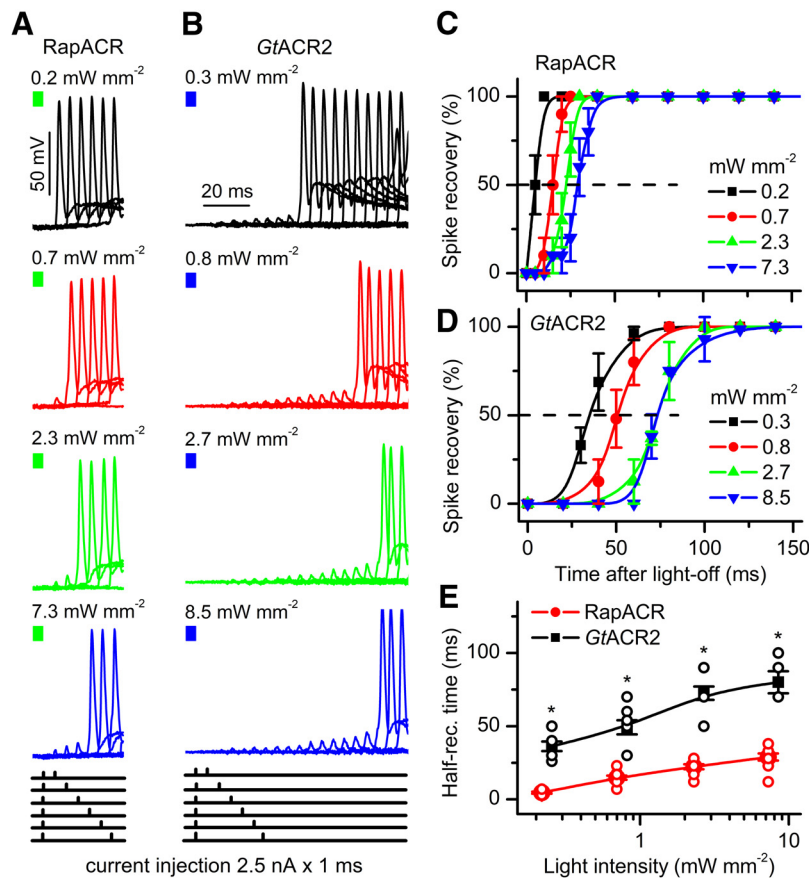 A
RapACR
0.2 mW mm⁻²
50 mV
0.7 mW mm⁻²
2.3 mW mm⁻²
7.3 mW mm⁻²
B
GtACR2
0.3 mW mm⁻²
20 ms
0.8 mW mm⁻²
2.7 mW mm⁻²
8.5 mW mm⁻²
current injection 2.5 nA x 1 ms
C
RapACR
Spike recovery (%)
100
50
0
mW mm⁻²
0.2
0.7
2.3
7.3
D
GtACR2
Spike recovery (%)
100
50
0
mW mm⁻²
0.3
0.8
2.7
8.5
0 50 100 150
Time after light-off (ms)
E
RapACR
GtACR2
Half-rec. time (ms)
100
50
0
* * * *
1 10
Light intensity (mW mm⁻²)